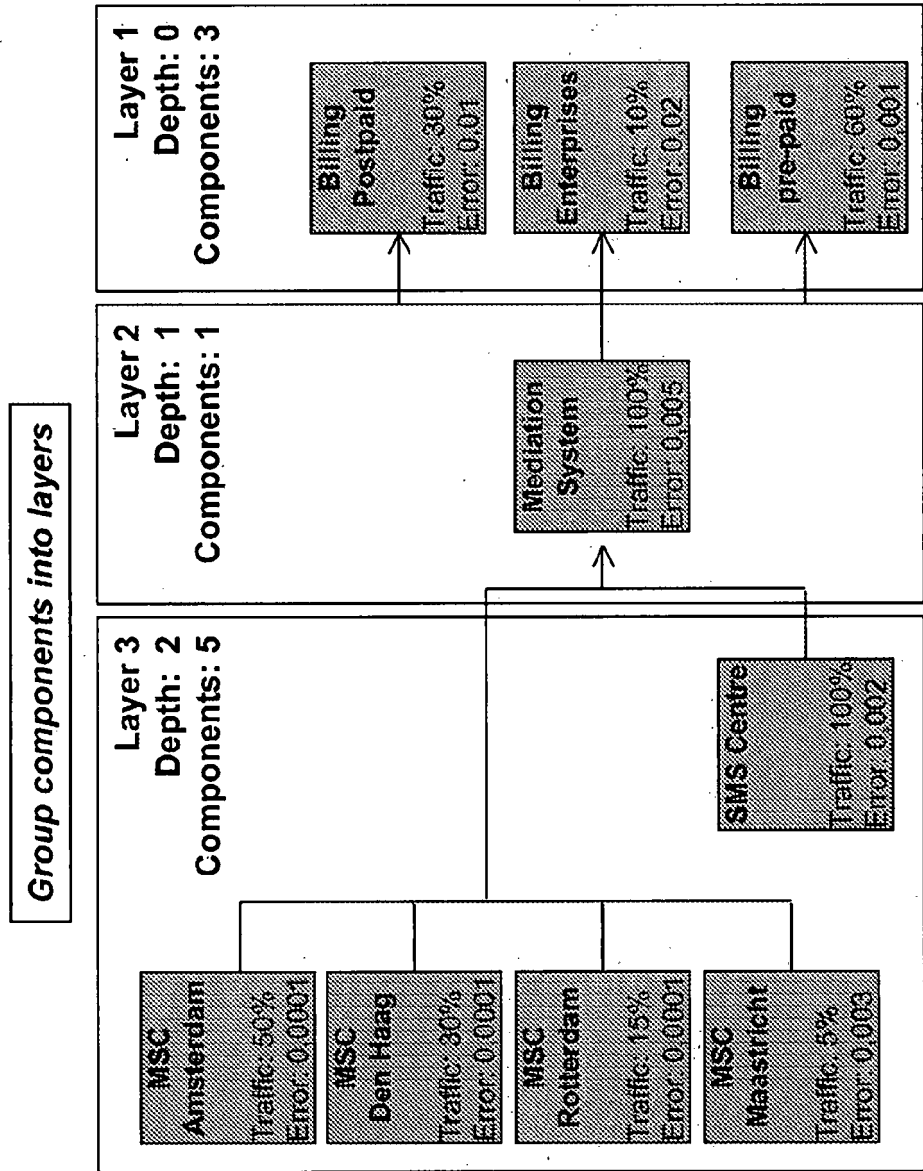 Group components into layers
Layer 3
Depth: 2
Components: 5
MSC
Amsterdam
Traffic: 50%
Error: 0.0001
MSC
Den Haag
Traffic: 30%
Error: 0.0001
MSC
Rotterdam
Traffic: 15%
Error: 0.0001
MSC
Maastricht
Traffic: 5%
Error: 0.003
SMS Centre
Traffic: 100%
Error: 0.002
Layer 2
Depth: 1
Components: 1
Mediation
System
Traffic: 100%
Error: 0.005
Layer 1
Depth: 0
Components: 3
Billing
Postpaid
Traffic: 30%
Error: 0.01
Billing
Enterprises
Traffic: 10%
Error: 0.02
Billing
pre-paid
Traffic: 60%
Error: 0.001